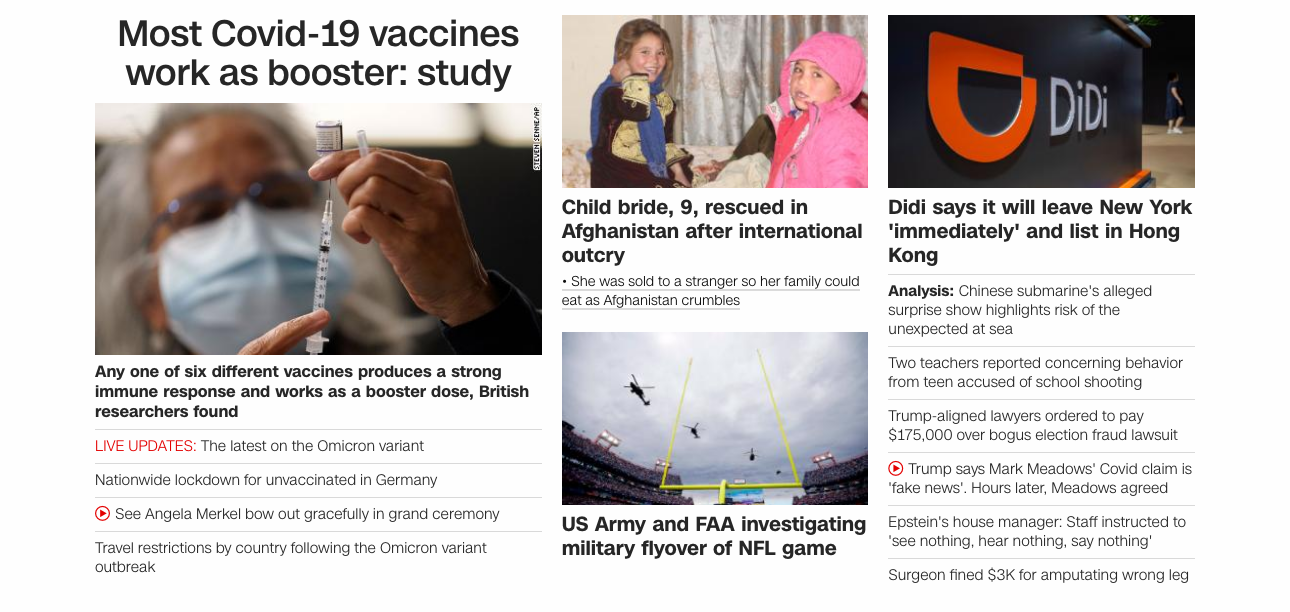 Most Covid-19 vaccines
work as booster: study
STEVEN SENNE/AP
Any one of six different vaccines produces a strong
immune response and works as a booster dose, British
researchers found
LIVE UPDATES: The latest on the Omicron variant
Nationwide lockdown for unvaccinated in Germany
See Angela Merkel bow out gracefully in grand ceremony
Travel restrictions by country following the Omicron variant
outbreak
Child bride, 9, rescued in
Afghanistan after international
outcry
• She was sold to a stranger so her family could
eat as Afghanistan crumbles
US Army and FAA investigating
military flyover of NFL game
DiDi
Didi says it will leave New York
'immediately' and list in Hong
Kong
Analysis: Chinese submarine's alleged
surprise show highlights risk of the
unexpected at sea
Two teachers reported concerning behavior
from teen accused of school shooting
Trump-aligned lawyers ordered to pay
$175,000 over bogus election fraud lawsuit
Trump says Mark Meadows' Covid claim is
'fake news'. Hours later, Meadows agreed
Epstein's house manager: Staff instructed to
'see nothing, hear nothing, say nothing'
Surgeon fined $3K for amputating wrong leg